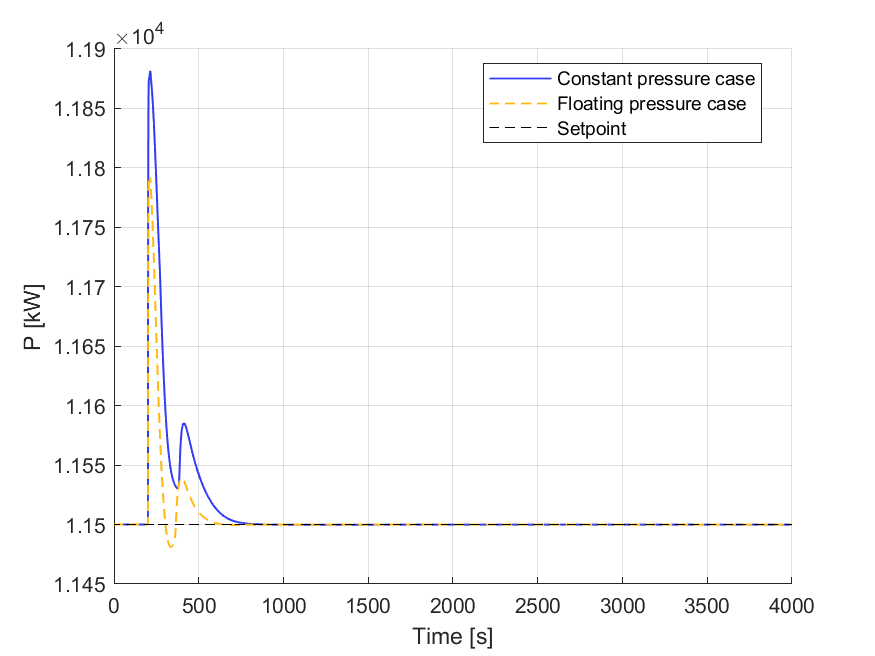 ×10⁴
1.19
1.185
1.18
1.175
1.17
1.165
1.16
1.155
1.15
1.145
P [kW]
Constant pressure case
Floating pressure case
Setpoint
0 500 1000 1500 2000 2500 3000 3500 4000
Time [s]